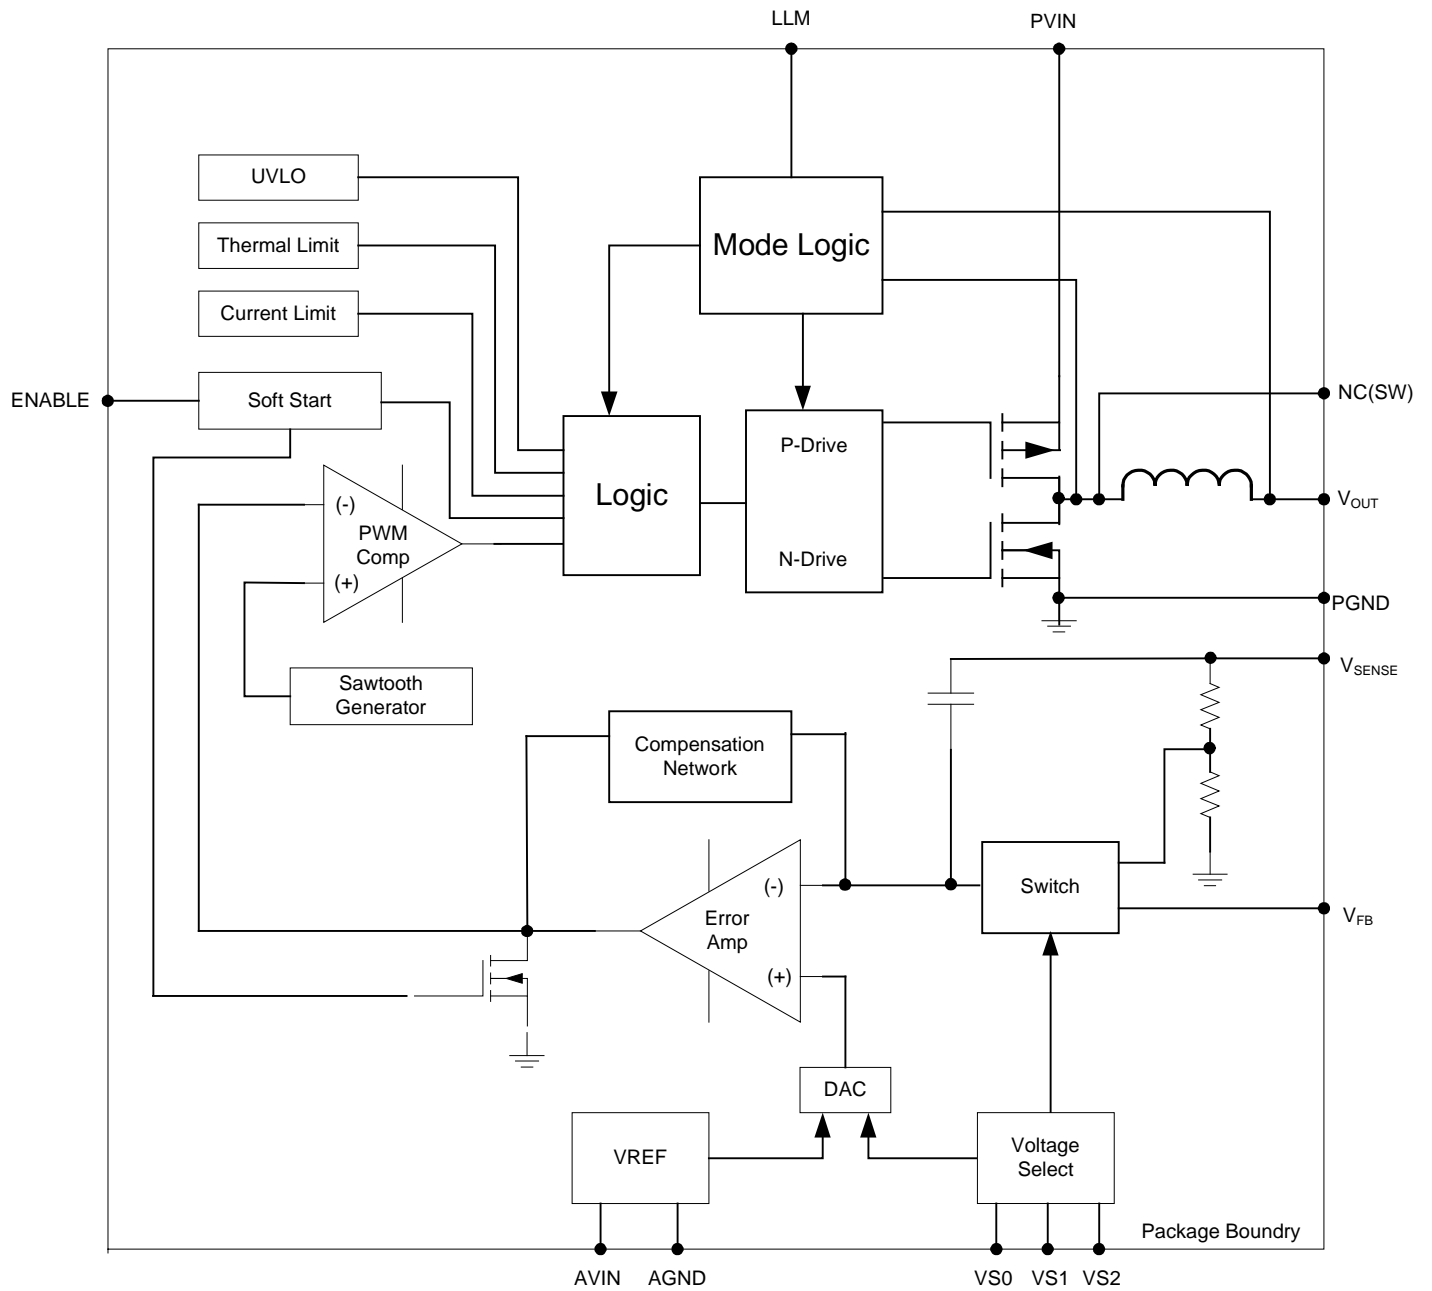 LLM
PVIN
UVLO
Thermal Limit
Mode Logic
Current Limit
ENABLE
Soft Start
NC(SW)
P-Drive
Logic
VOUT
(-)
PWM
Comp
(+)
N-Drive
PGND
VSENSE
Sawtooth
Generator
Compensation
Network
(-)
Switch
Error
Amp
VFB
(+)
DAC
VREF
Voltage
Select
Package Boundry
AVIN
AGND
VS0
VS1
VS2